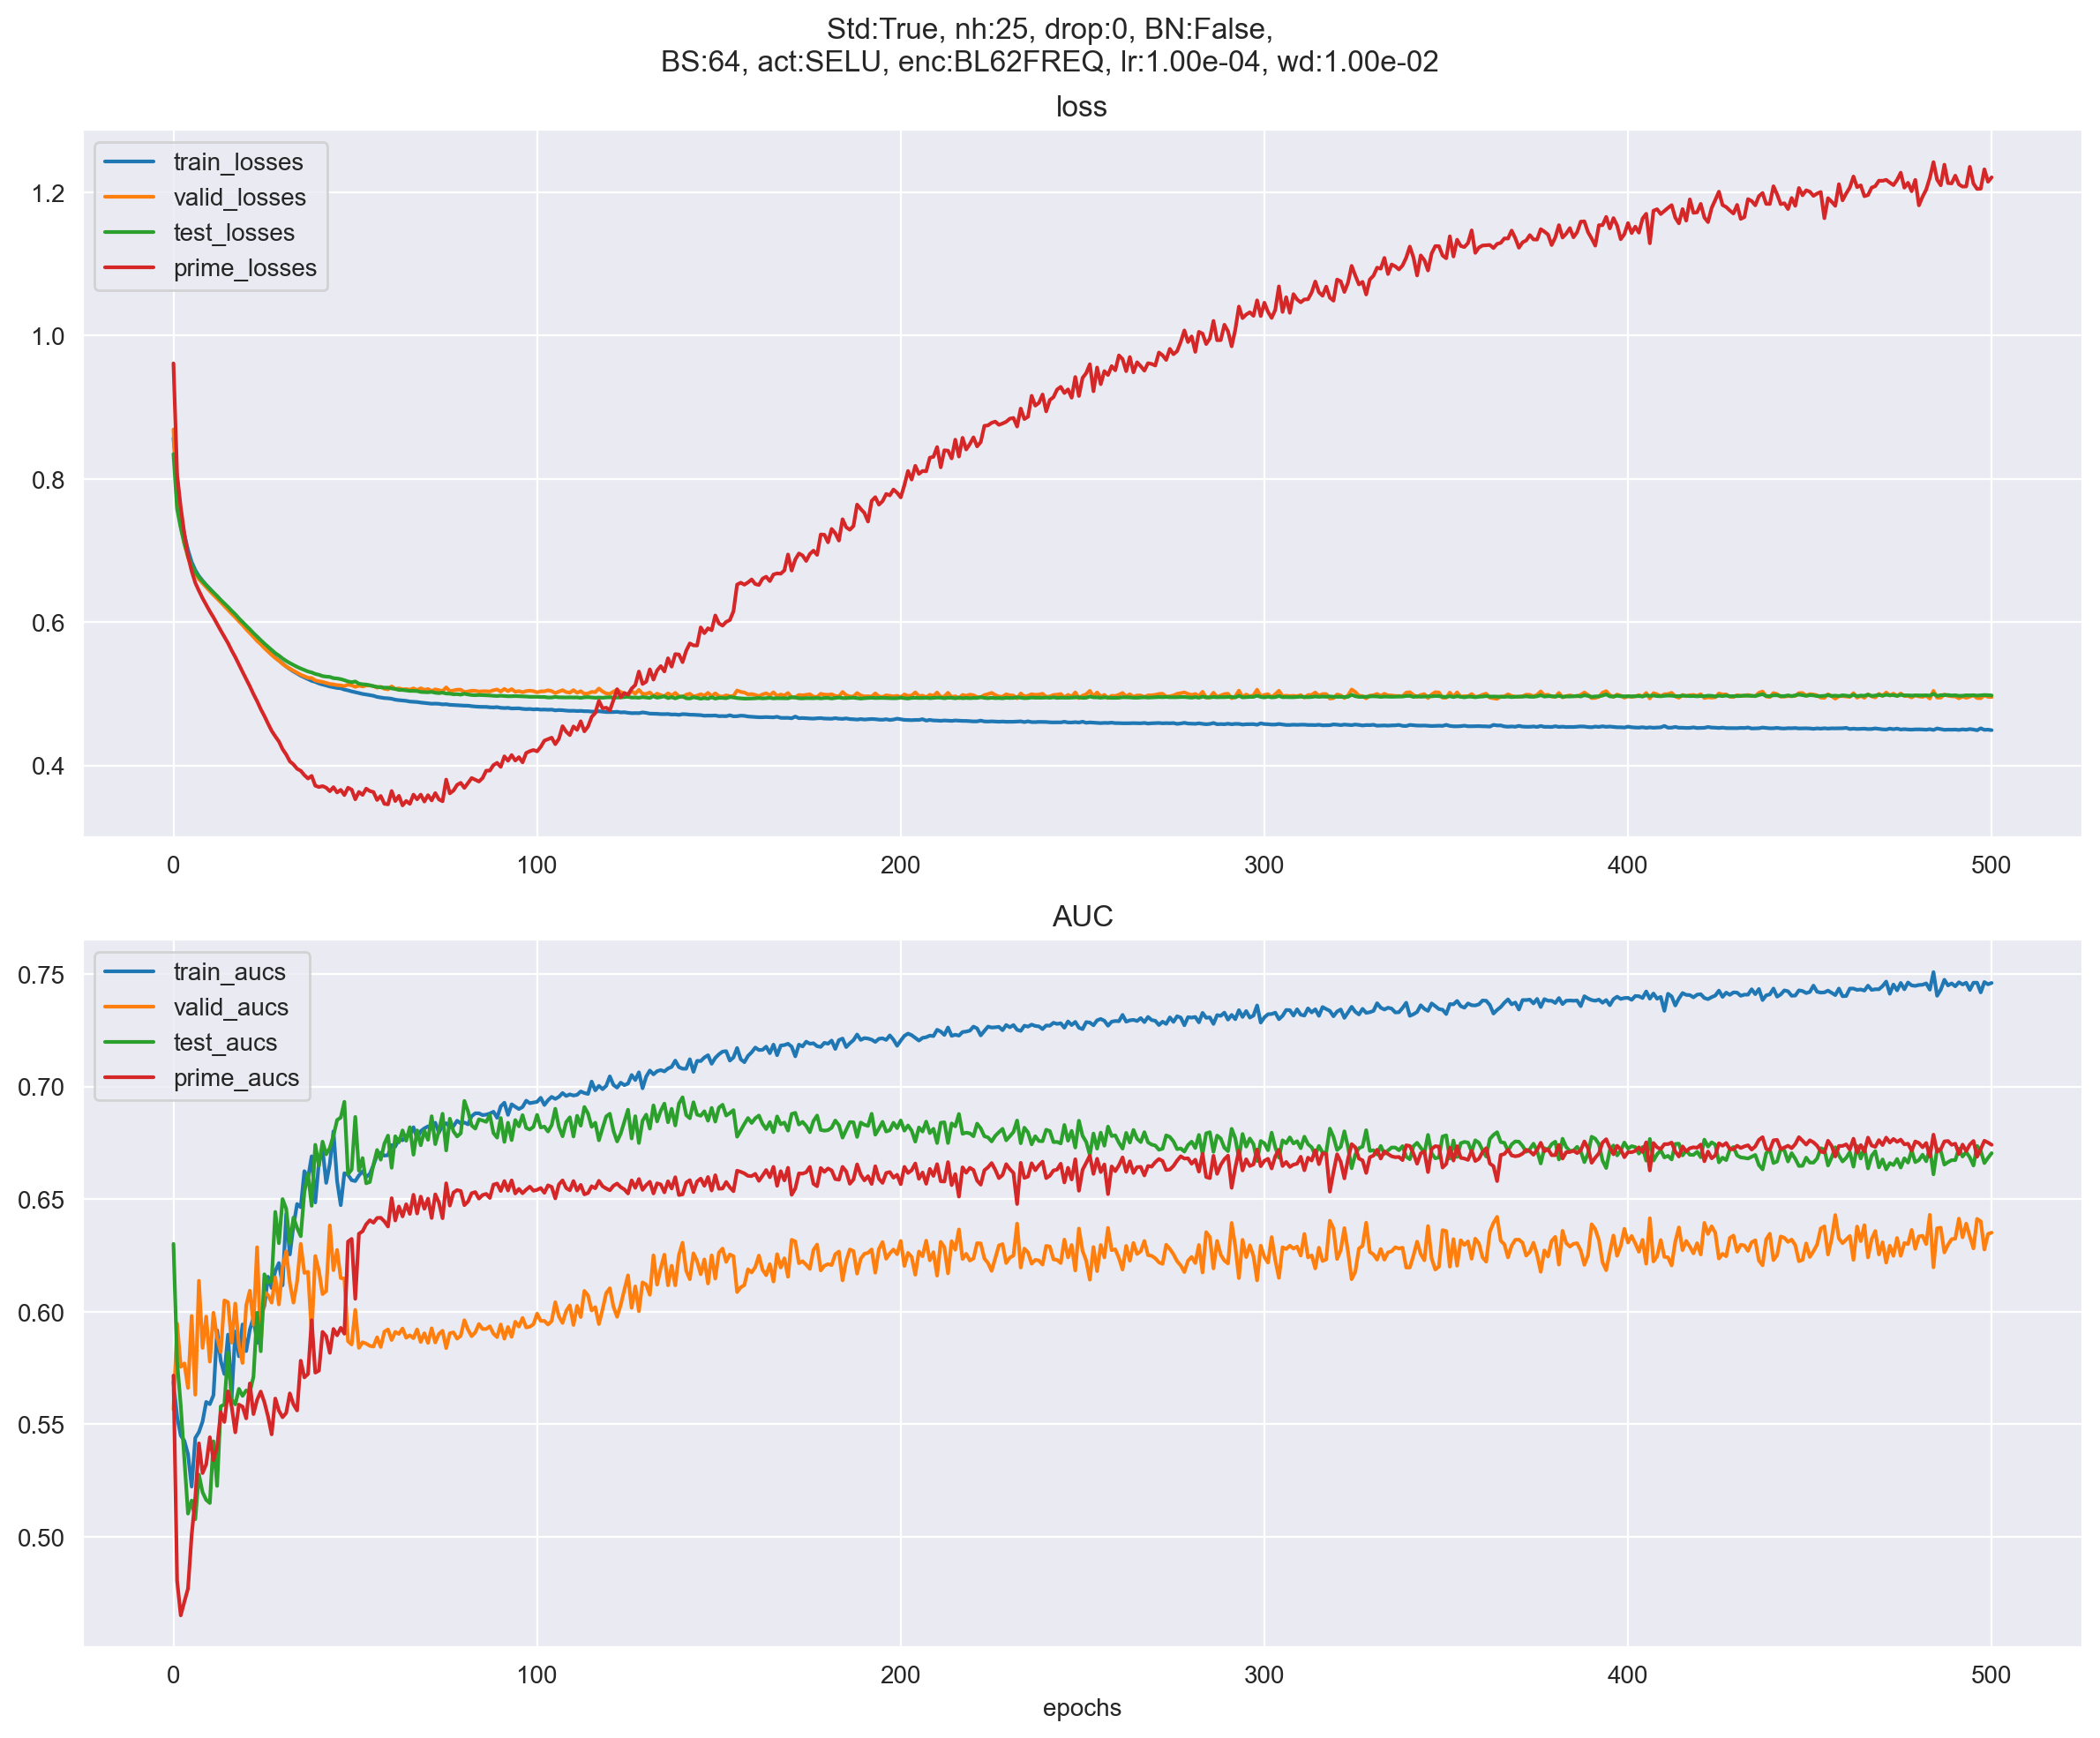 Std:True, nh:25, drop:0, BN:False,
BS:64, act:SELU, enc:BL62FREQ, lr:1.00e-04, wd:1.00e-02
loss
train_losses
valid_losses
test_losses
prime_losses
1.2
1.0
0.8
0.6
0.4
0 100 200 300 400 500
AUC
train_aucs
valid_aucs
test_aucs
prime_aucs
0.75
0.70
0.65
0.60
0.55
0.50
0 100 200 300 400 500
epochs